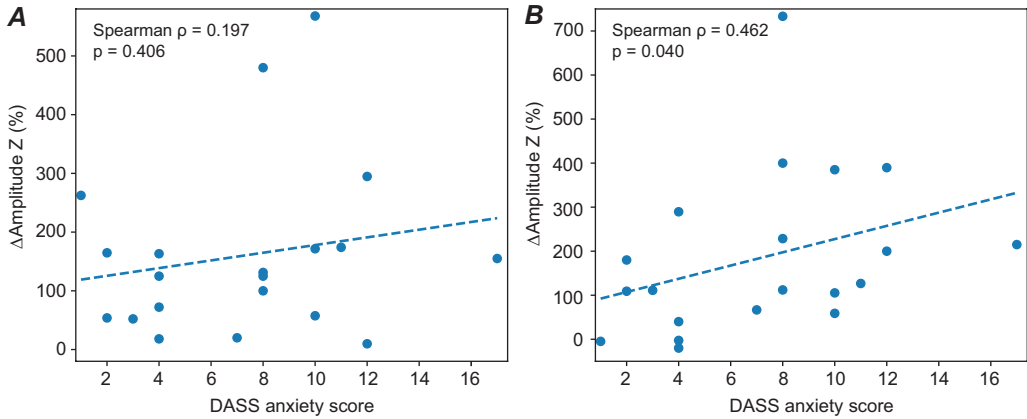 A
Spearman ρ = 0.197
p = 0.406
ΔAmplitude Z (%)
500
400
300
200
100
0
2 4 6 8 10 12 14 16
DASS anxiety score
B
Spearman ρ = 0.462
p = 0.040
ΔAmplitude Z (%)
700
600
500
400
300
200
100
0
2 4 6 8 10 12 14 16
DASS anxiety score